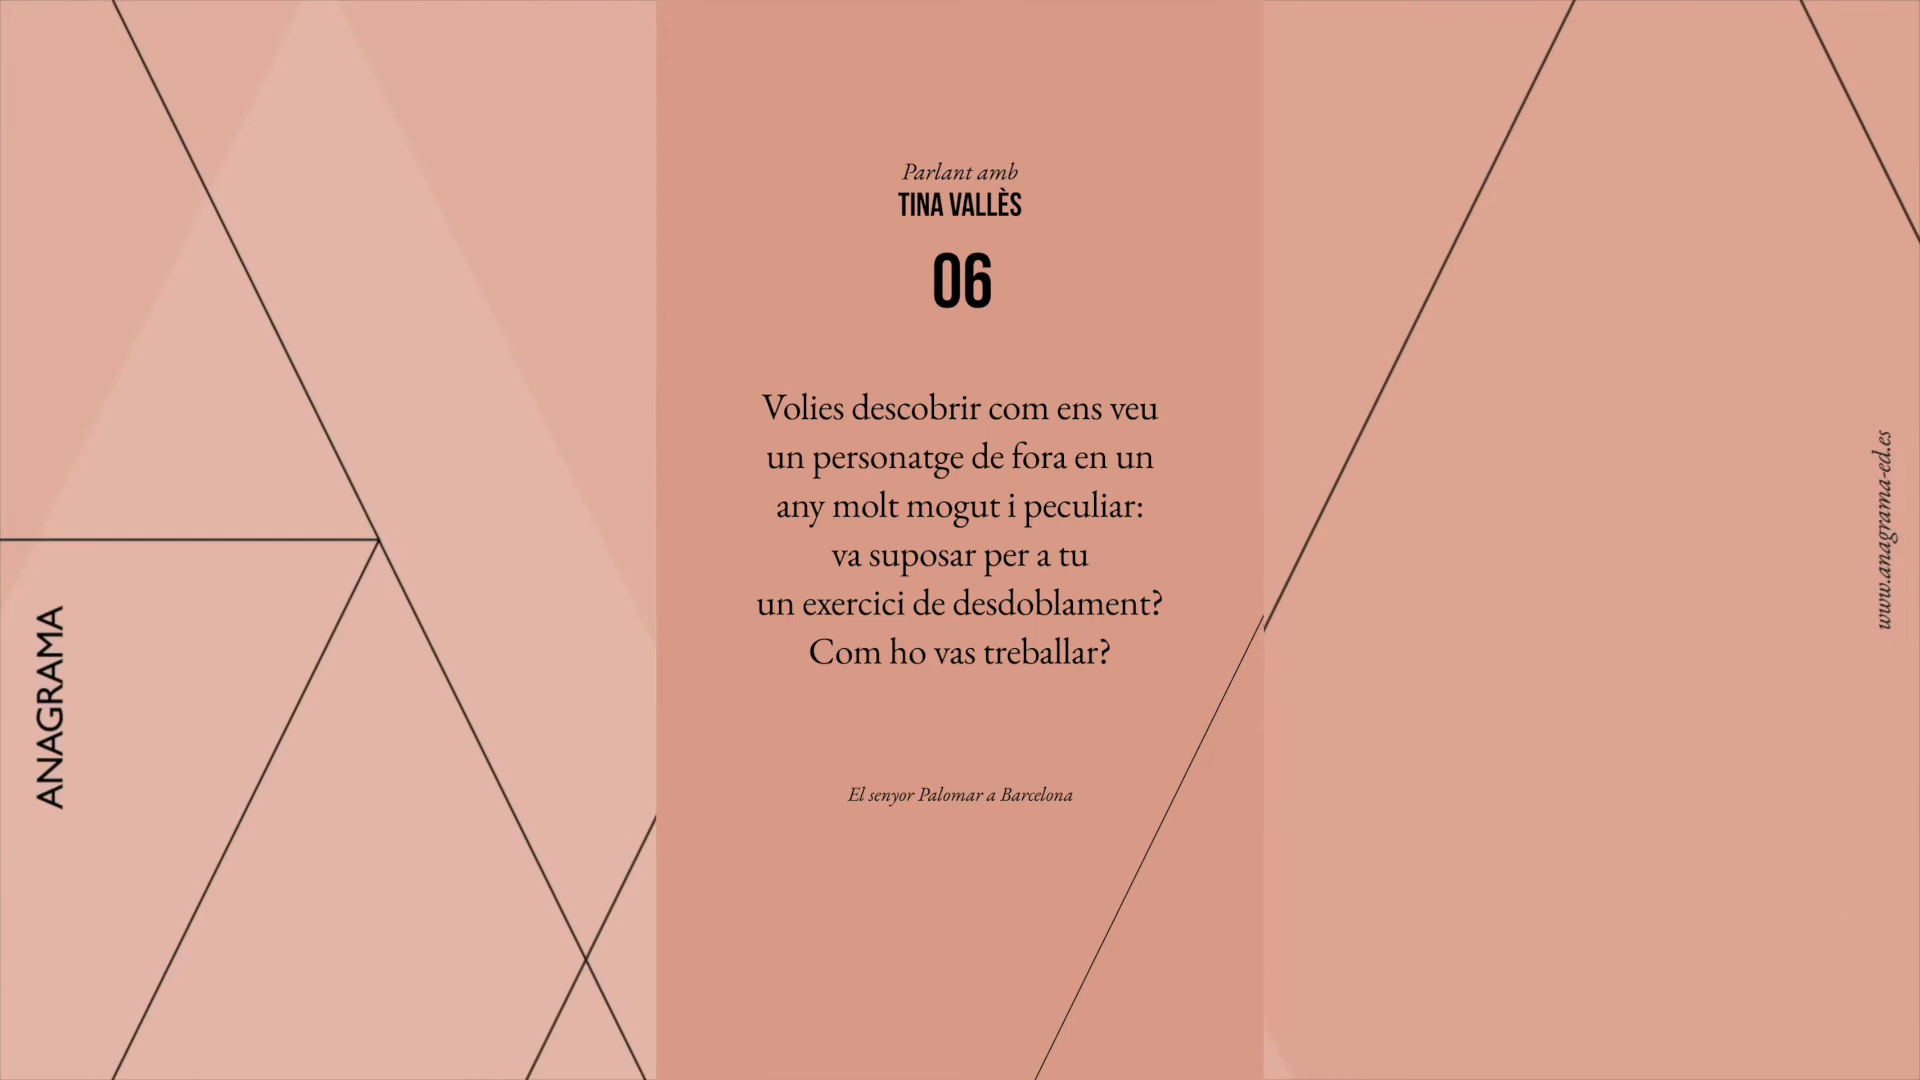 Parlant amb
TINA VALLÈS
06
Volies descobrir com ens veu
un personatge de fora en un
any molt mogut i peculiar:
va suposar per a tu
un exercici de desdoblament?
Com ho vas treballar?
El senyor Palomar a Barcelona
ANAGRAMA
www.anagrama-ed.es